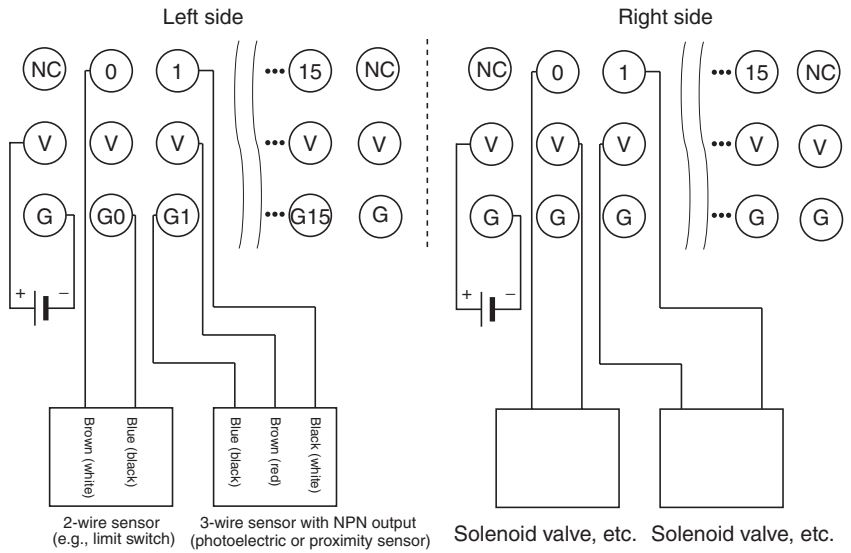 Left side
Right side
NC 0 1 ••• 15 NC
NC 0 1 ••• 15 NC
V V V ••• V V
V V V ••• V V
G G0 G1 ••• G15 G
G G G ••• G G
+ −
+ −
Brown (white)
Blue (black)
Blue (black)
Brown (red)
Black (white)
2-wire sensor
(e.g., limit switch)
3-wire sensor with NPN output
(photoelectric or proximity sensor)
Solenoid valve, etc.
Solenoid valve, etc.